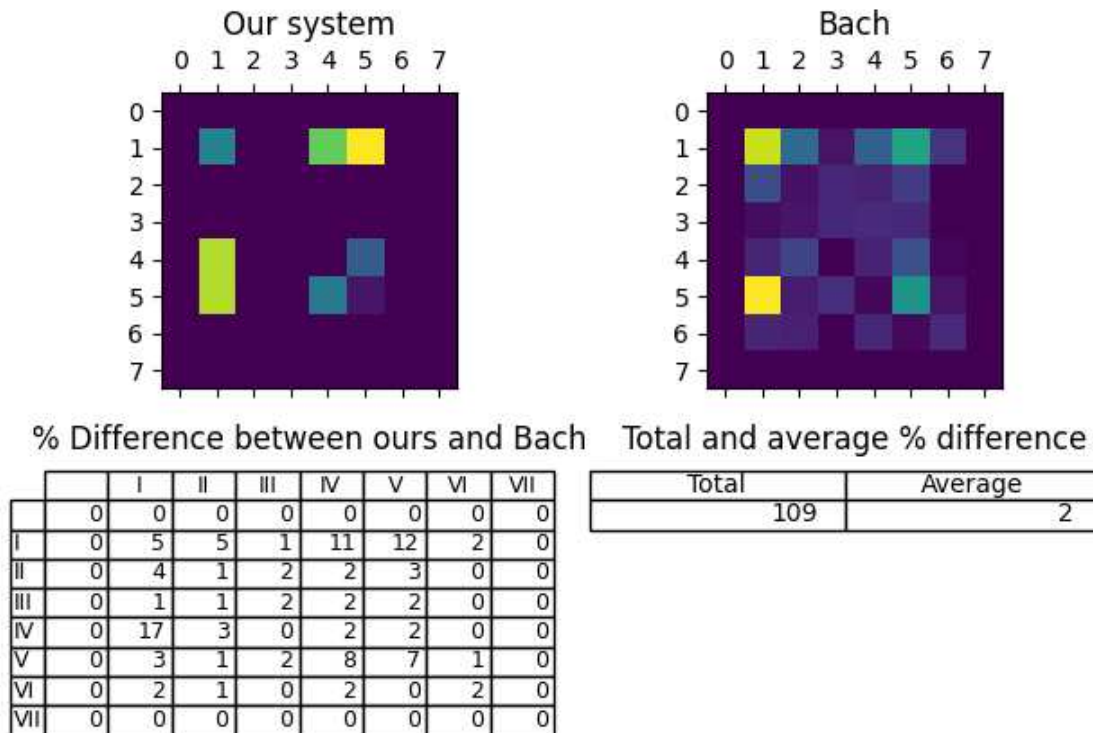 Our system
0 1 2 3 4 5 6 7
0
1
2
3
4
5
6
7
Bach
0 1 2 3 4 5 6 7
0
1
2
3
4
5
6
7
% Difference between ours and Bach
I II III IV V VI VII
0 0 0 0 0 0 0 0
I 0 5 5 1 11 12 2 0
II 0 4 1 2 2 3 0 0
III 0 1 1 2 2 2 0 0
IV 0 17 3 0 2 2 0 0
V 0 3 1 2 8 7 1 0
VI 0 2 1 0 2 0 2 0
VII 0 0 0 0 0 0 0 0
Total and average % difference
Total Average
109 2